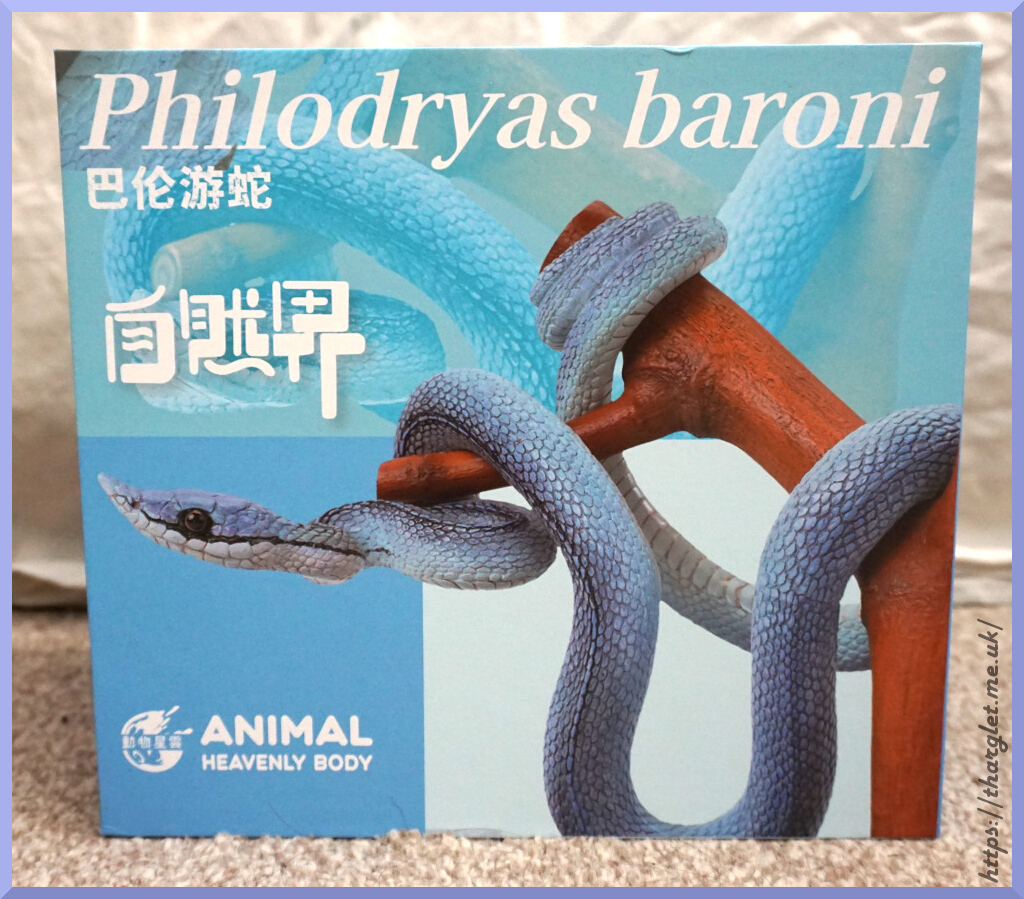 Philodryas baroni
巴伦游蛇
自然界
動物星雲
ANIMAL
HEAVENLY BODY
https://tharglet.me.uk/